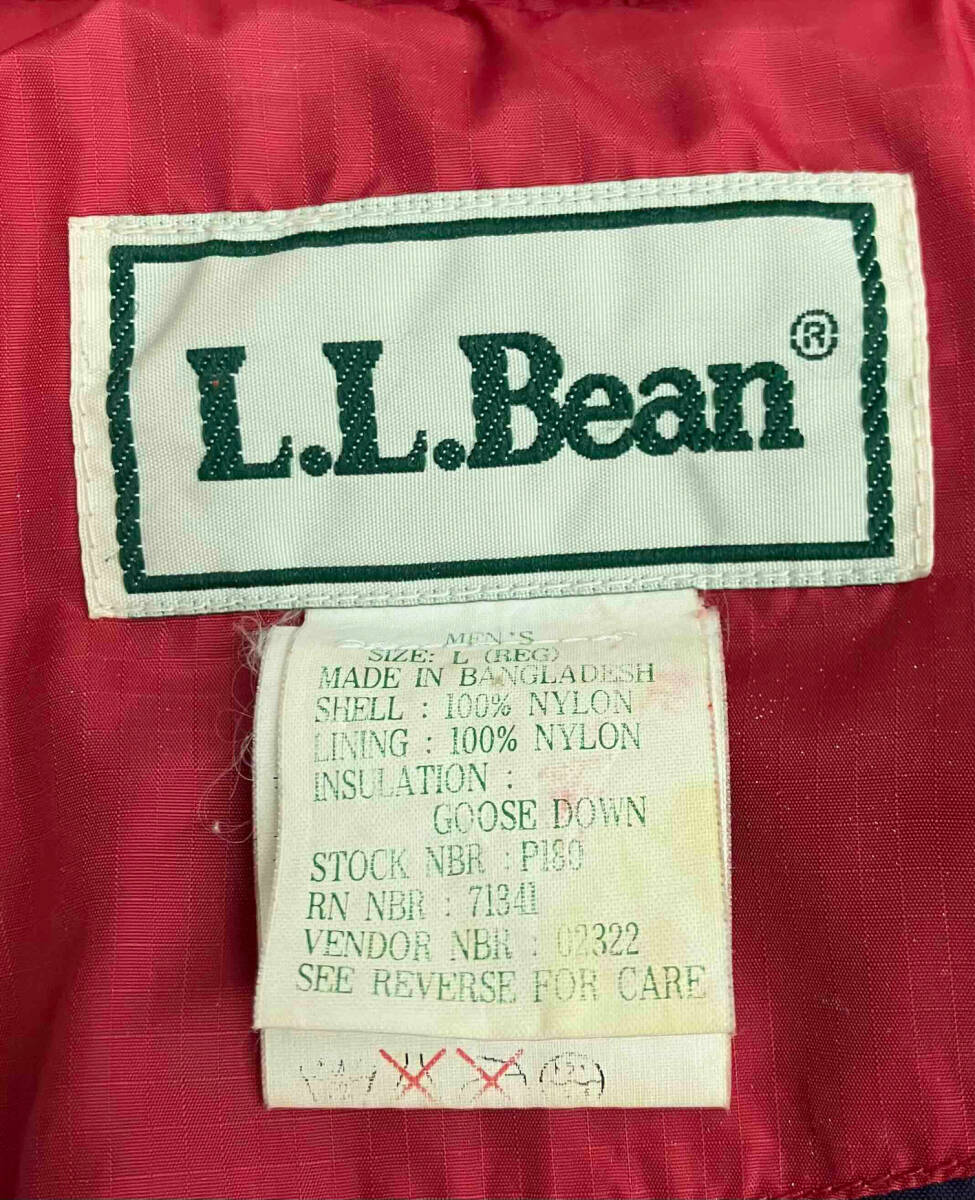 L.L.Bean®
MEN'S
SIZE: L (REG)
MADE IN BANGLADESH
SHELL : 100% NYLON
LINING : 100% NYLON
INSULATION :
GOOSE DOWN
STOCK NBR : P180
RN NBR : 71341
VENDOR NBR : 02322
SEE REVERSE FOR CARE